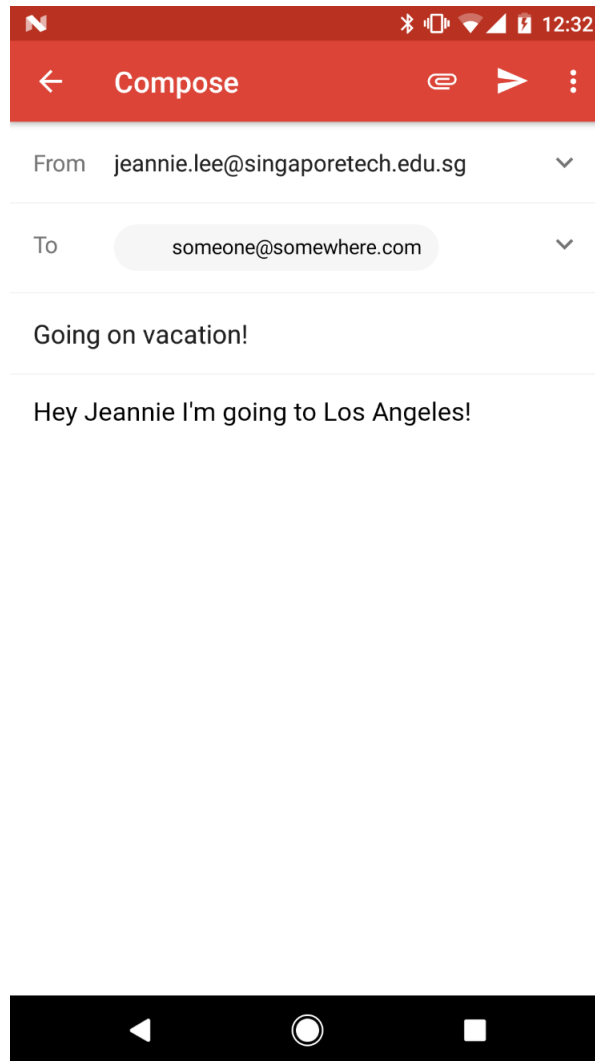 12:32
Compose
From jeannie.lee@singaporetech.edu.sg
To someone@somewhere.com
Going on vacation!
Hey Jeannie I'm going to Los Angeles!